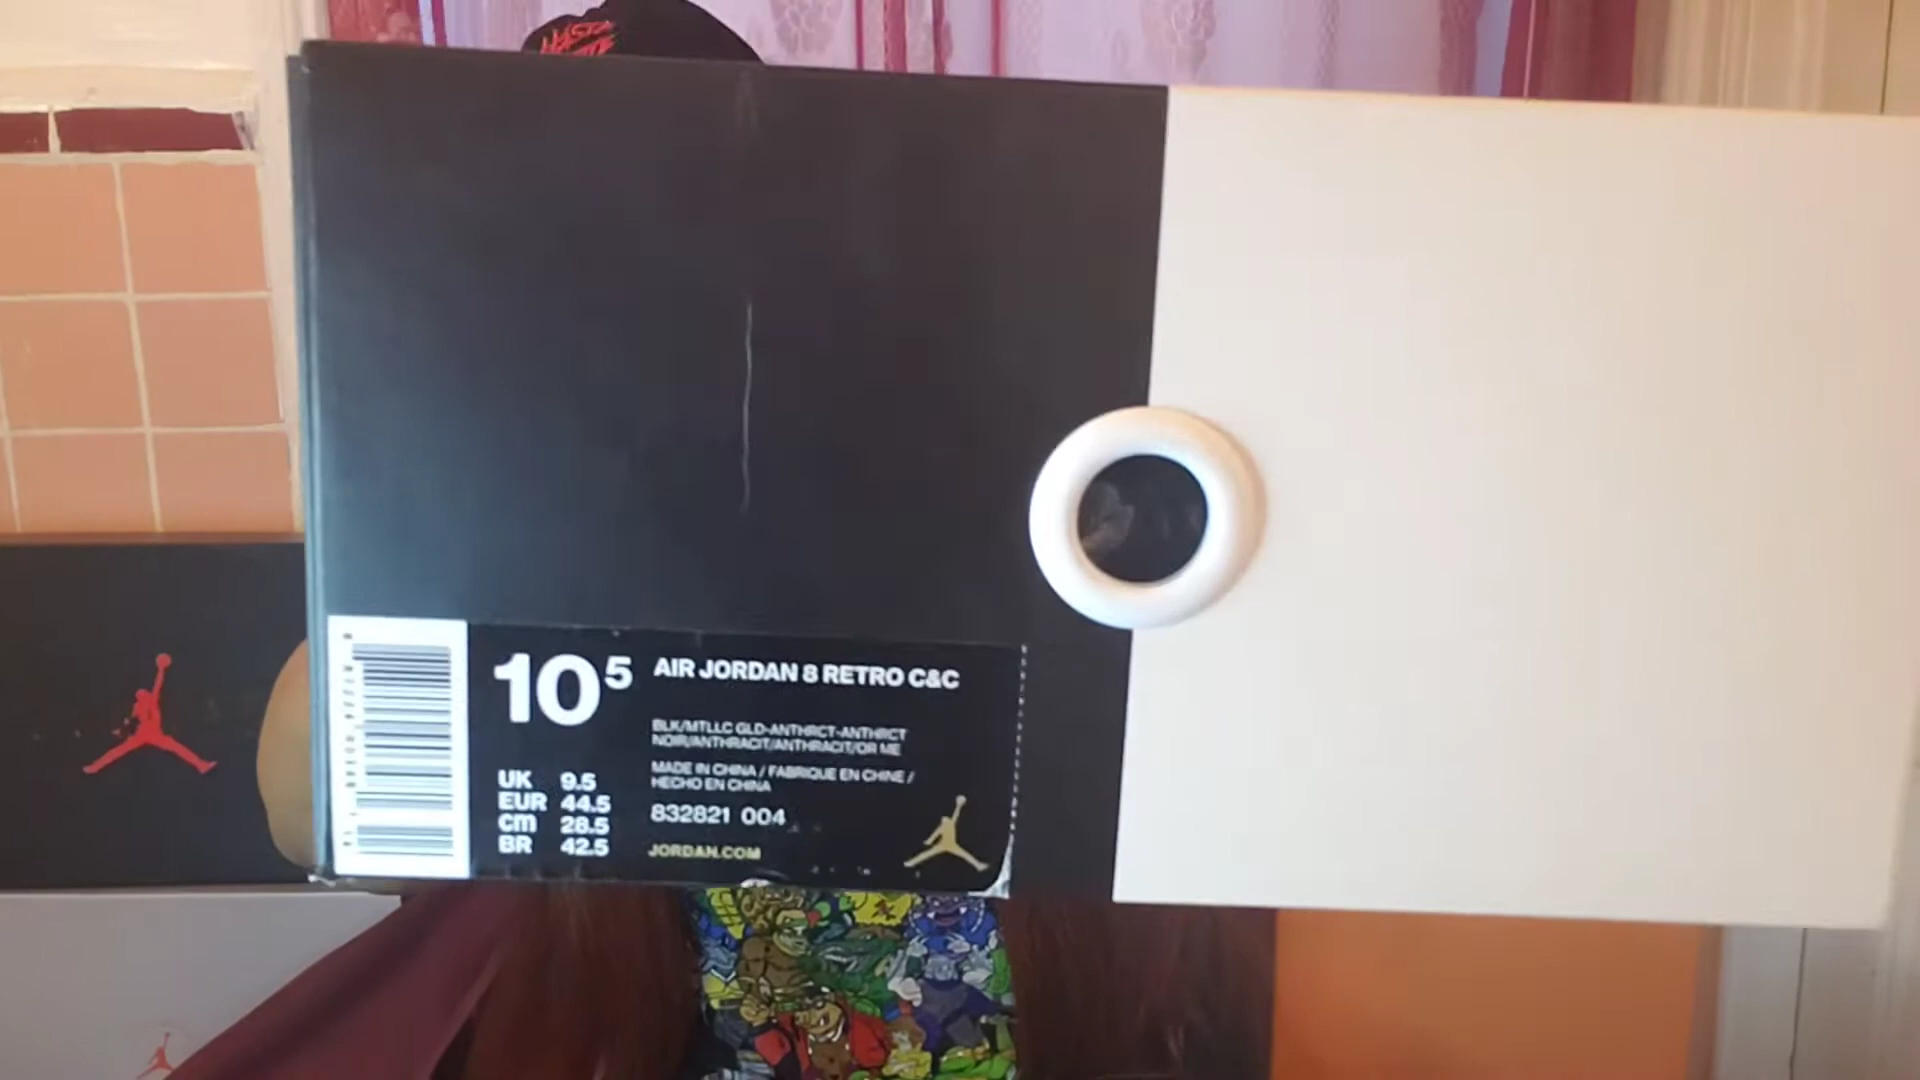 10⁵
AIR JORDAN 8 RETRO C&C
BLK/MTLLC GLD-ANTHRCT-ANTHRCT
NOIR/ANTHRACIT/ANTHRACIT/OR ME
MADE IN CHINA / FABRIQUE EN CHINE /
HECHO EN CHINA
UK 9.5
EUR 44.5
cm 28.5
BR 42.5
832821 004
JORDAN.COM